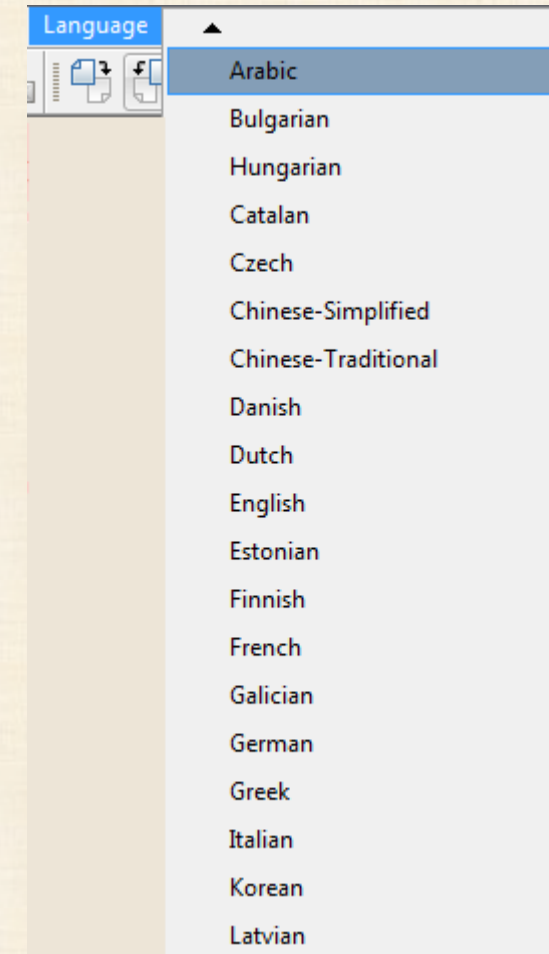 Language
Arabic
Bulgarian
Hungarian
Catalan
Czech
Chinese-Simplified
Chinese-Traditional
Danish
Dutch
English
Estonian
Finnish
French
Galician
German
Greek
Italian
Korean
Latvian